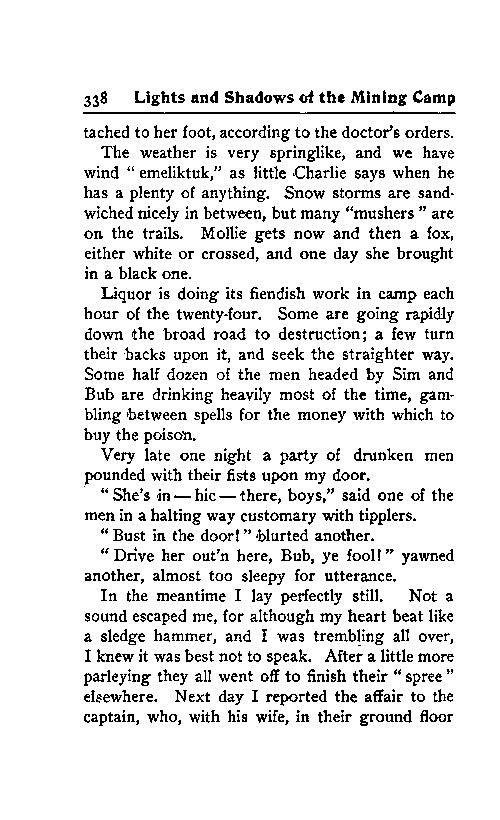 338 Lights and Shadows of the Mining Camp
tached to her foot, according to the doctor's orders.
The weather is very springlike, and we have
wind " emeliktuk," as little Charlie says when he
has a plenty of anything. Snow storms are sand-
wiched nicely in between, but many "mushers " are
on the trails. Mollie gets now and then a fox,
either white or crossed, and one day she brought
in a black one.
Liquor is doing its fiendish work in camp each
hour of the twenty-four. Some are going rapidly
down the broad road to destruction; a few turn
their backs upon it, and seek the straighter way.
Some half dozen of the men headed by Sim and
Bub are drinking heavily most of the time, gam-
bling between spells for the money with which to
buy the poison.
Very late one night a party of drunken men
pounded with their fists upon my door.
" She's in — hic — there, boys," said one of the
men in a halting way customary with tipplers.
" Bust in the door! " blurted another.
" Drive her out'n here, Bub, ye fool! " yawned
another, almost too sleepy for utterance.
In the meantime I lay perfectly still. Not a
sound escaped me, for although my heart beat like
a sledge hammer, and I was trembling all over,
I knew it was best not to speak. After a little more
parleying they all went off to finish their " spree "
elsewhere. Next day I reported the affair to the
captain, who, with his wife, in their ground floor